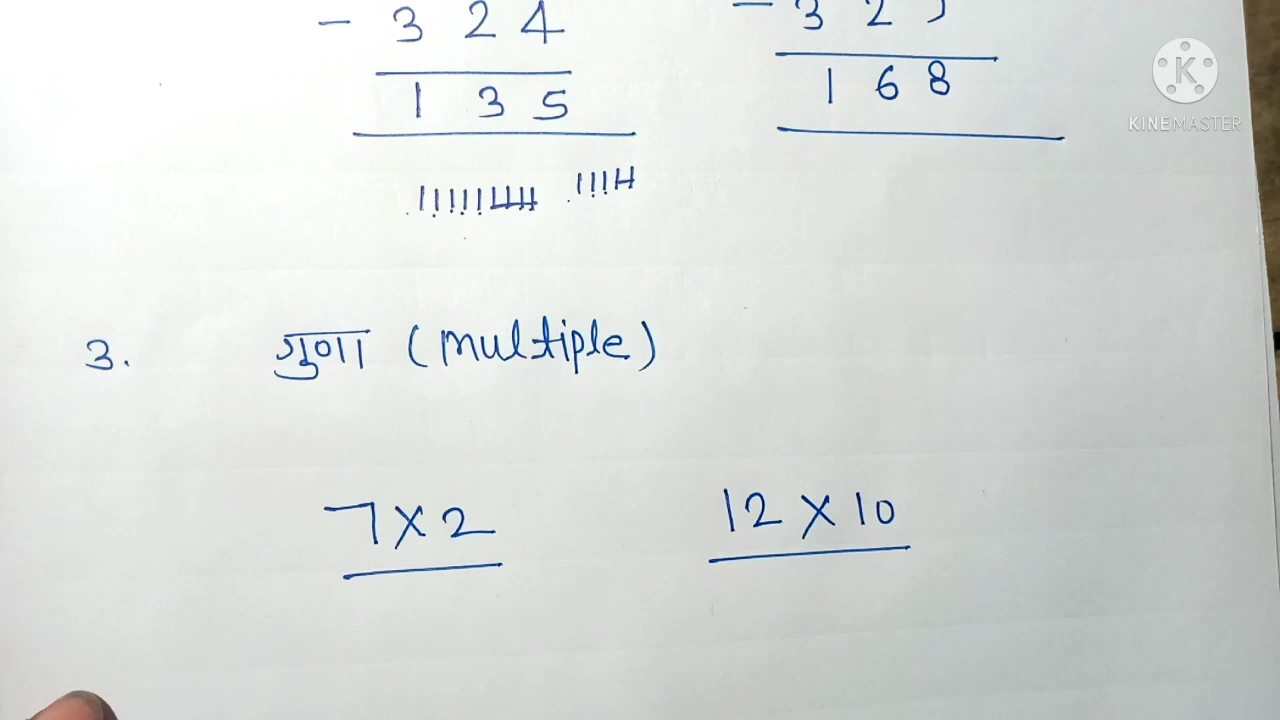 - 3 2 4 - 3 2
1 3 5 1 6 8
K
KINEMASTER
3. गुणा (multiple)
7 × 2 12 × 10